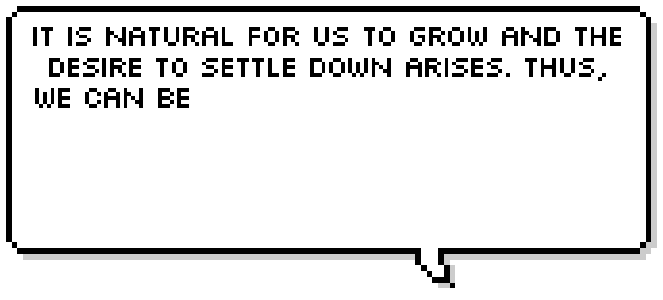 IT IS NATURAL FOR US TO GROW AND THE
DESIRE TO SETTLE DOWN ARISES. THUS,
WE CAN BE